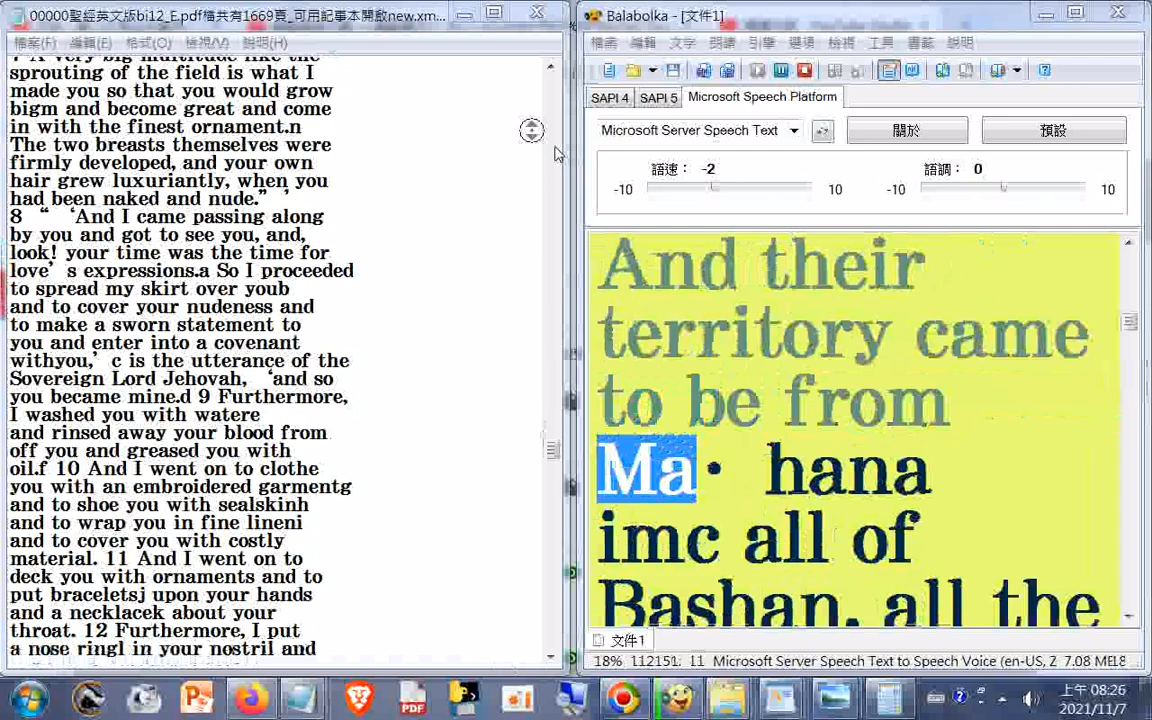 00000聖經英文版bi12_E.pdf檔共有1669頁_可用記事本開啟new.xm...
檔案(F) 編輯(E) 格式(O) 檢視(V) 說明(H)
7 A very big multitude like the
sprouting of the field is what I
made you so that you would grow
bigm and become great and come
in with the finest ornament.n
The two breasts themselves were
firmly developed, and your own
hair grew luxuriantly, when you
had been naked and nude.” ’
8 “ ‘And I came passing along
by you and got to see you, and,
look! your time was the time for
love’s expressions.a So I proceeded
to spread my skirt over youb
and to cover your nudeness and
to make a sworn statement to
you and enter into a covenant
withyou,’ c is the utterance of the
Sovereign Lord Jehovah, ‘and so
you became mine.d 9 Furthermore,
I washed you with watere
and rinsed away your blood from
off you and greased you with
oil.f 10 And I went on to clothe
you with an embroidered garmentg
and to shoe you with sealskinh
and to wrap you in fine lineni
and to cover you with costly
material. 11 And I went on to
deck you with ornaments and to
put braceletsj upon your hands
and a necklacek about your
throat. 12 Furthermore, I put
a nose ringl in your nostril and
Balabolka - [文件1]
檔案 編輯 文字 朗讀 引擎 選項 檢視 工具 書籤 說明
SAPI 4 SAPI 5 Microsoft Speech Platform
Microsoft Server Speech Text 關於 預設
語速： -2 語調： 0
-10 10 -10 10
And their
territory came
to be from
Ma· hana
imc all of
Bashan, all the
文件1
18% 112151: 11 Microsoft Server Speech Text to Speech Voice (en-US, 2 7.08 МЕ18%
PDF
上午 08:26
2021/11/7